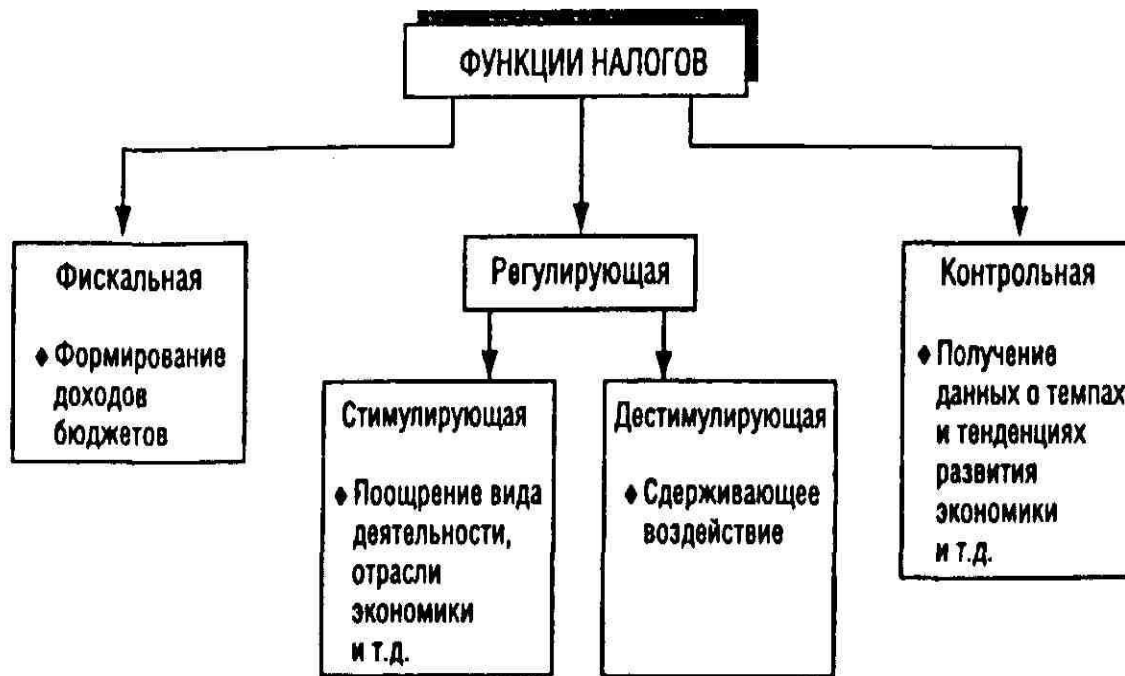 ФУНКЦИИ НАЛОГОВ
Фискальная
♦ Формирование
доходов
бюджетов
Регулирующая
Стимулирующая
♦ Поощрение вида
деятельности,
отрасли
экономики
и т.д.
Дестимулирующая
♦ Сдерживающее
воздействие
Контрольная
♦ Получение
данных о темпах
и тенденциях
развития
экономики
и т.д.